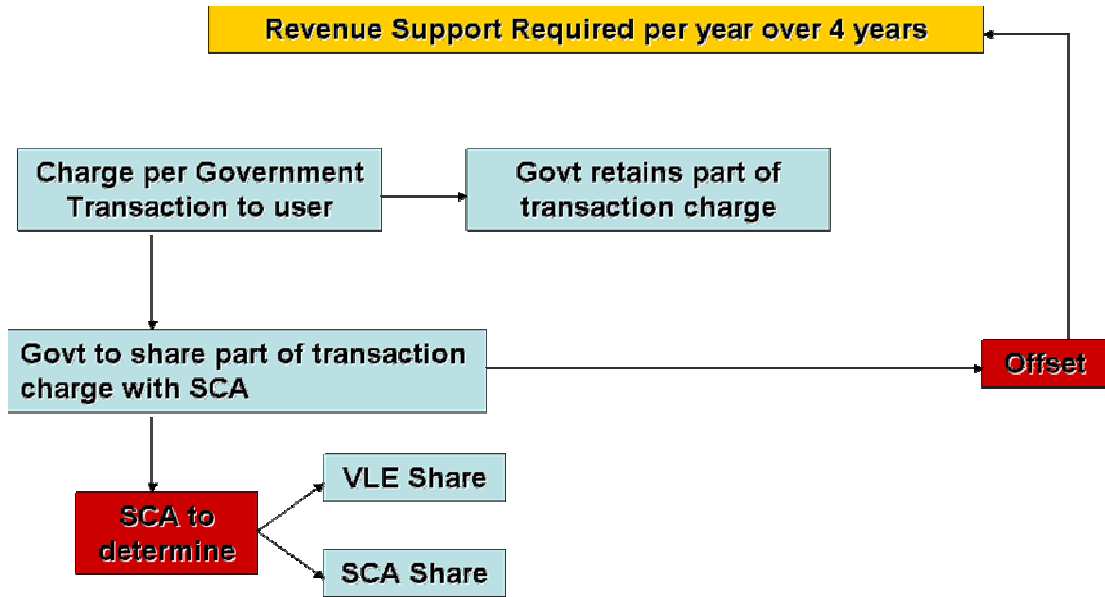 Revenue Support Required per year over 4 years
Charge per Government
Transaction to user
Govt retains part of
transaction charge
Govt to share part of transaction
charge with SCA
Offset
VLE Share
SCA to
determine
SCA Share